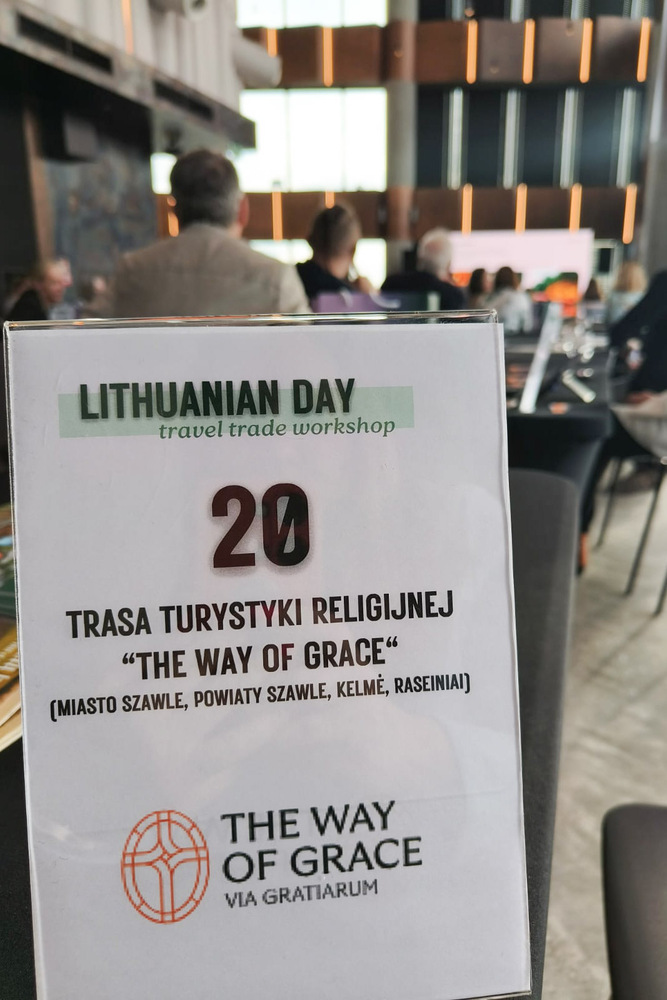 LITHUANIAN DAY
travel trade workshop
20
TRASA TURYSTYKI RELIGIJNEJ
“THE WAY OF GRACE“
(MIASTO SZAWLE, POWIATY SZAWLE, KELMĖ, RASEINIAI)
THE WAY
OF GRACE
VIA GRATIARUM